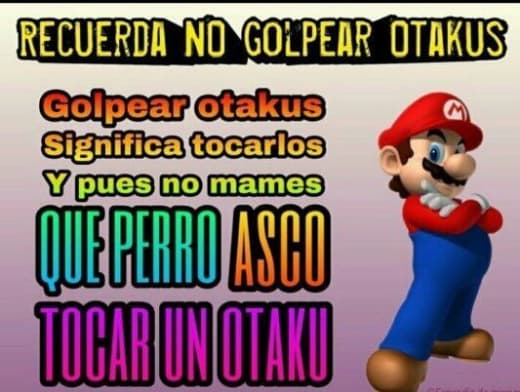 RECUERDA NO GOLPEAR OTAKUS
Golpear otakus
Significa tocarlos
Y pues no mames
QUE PERRO ASCO
TOCAR UN OTAKU